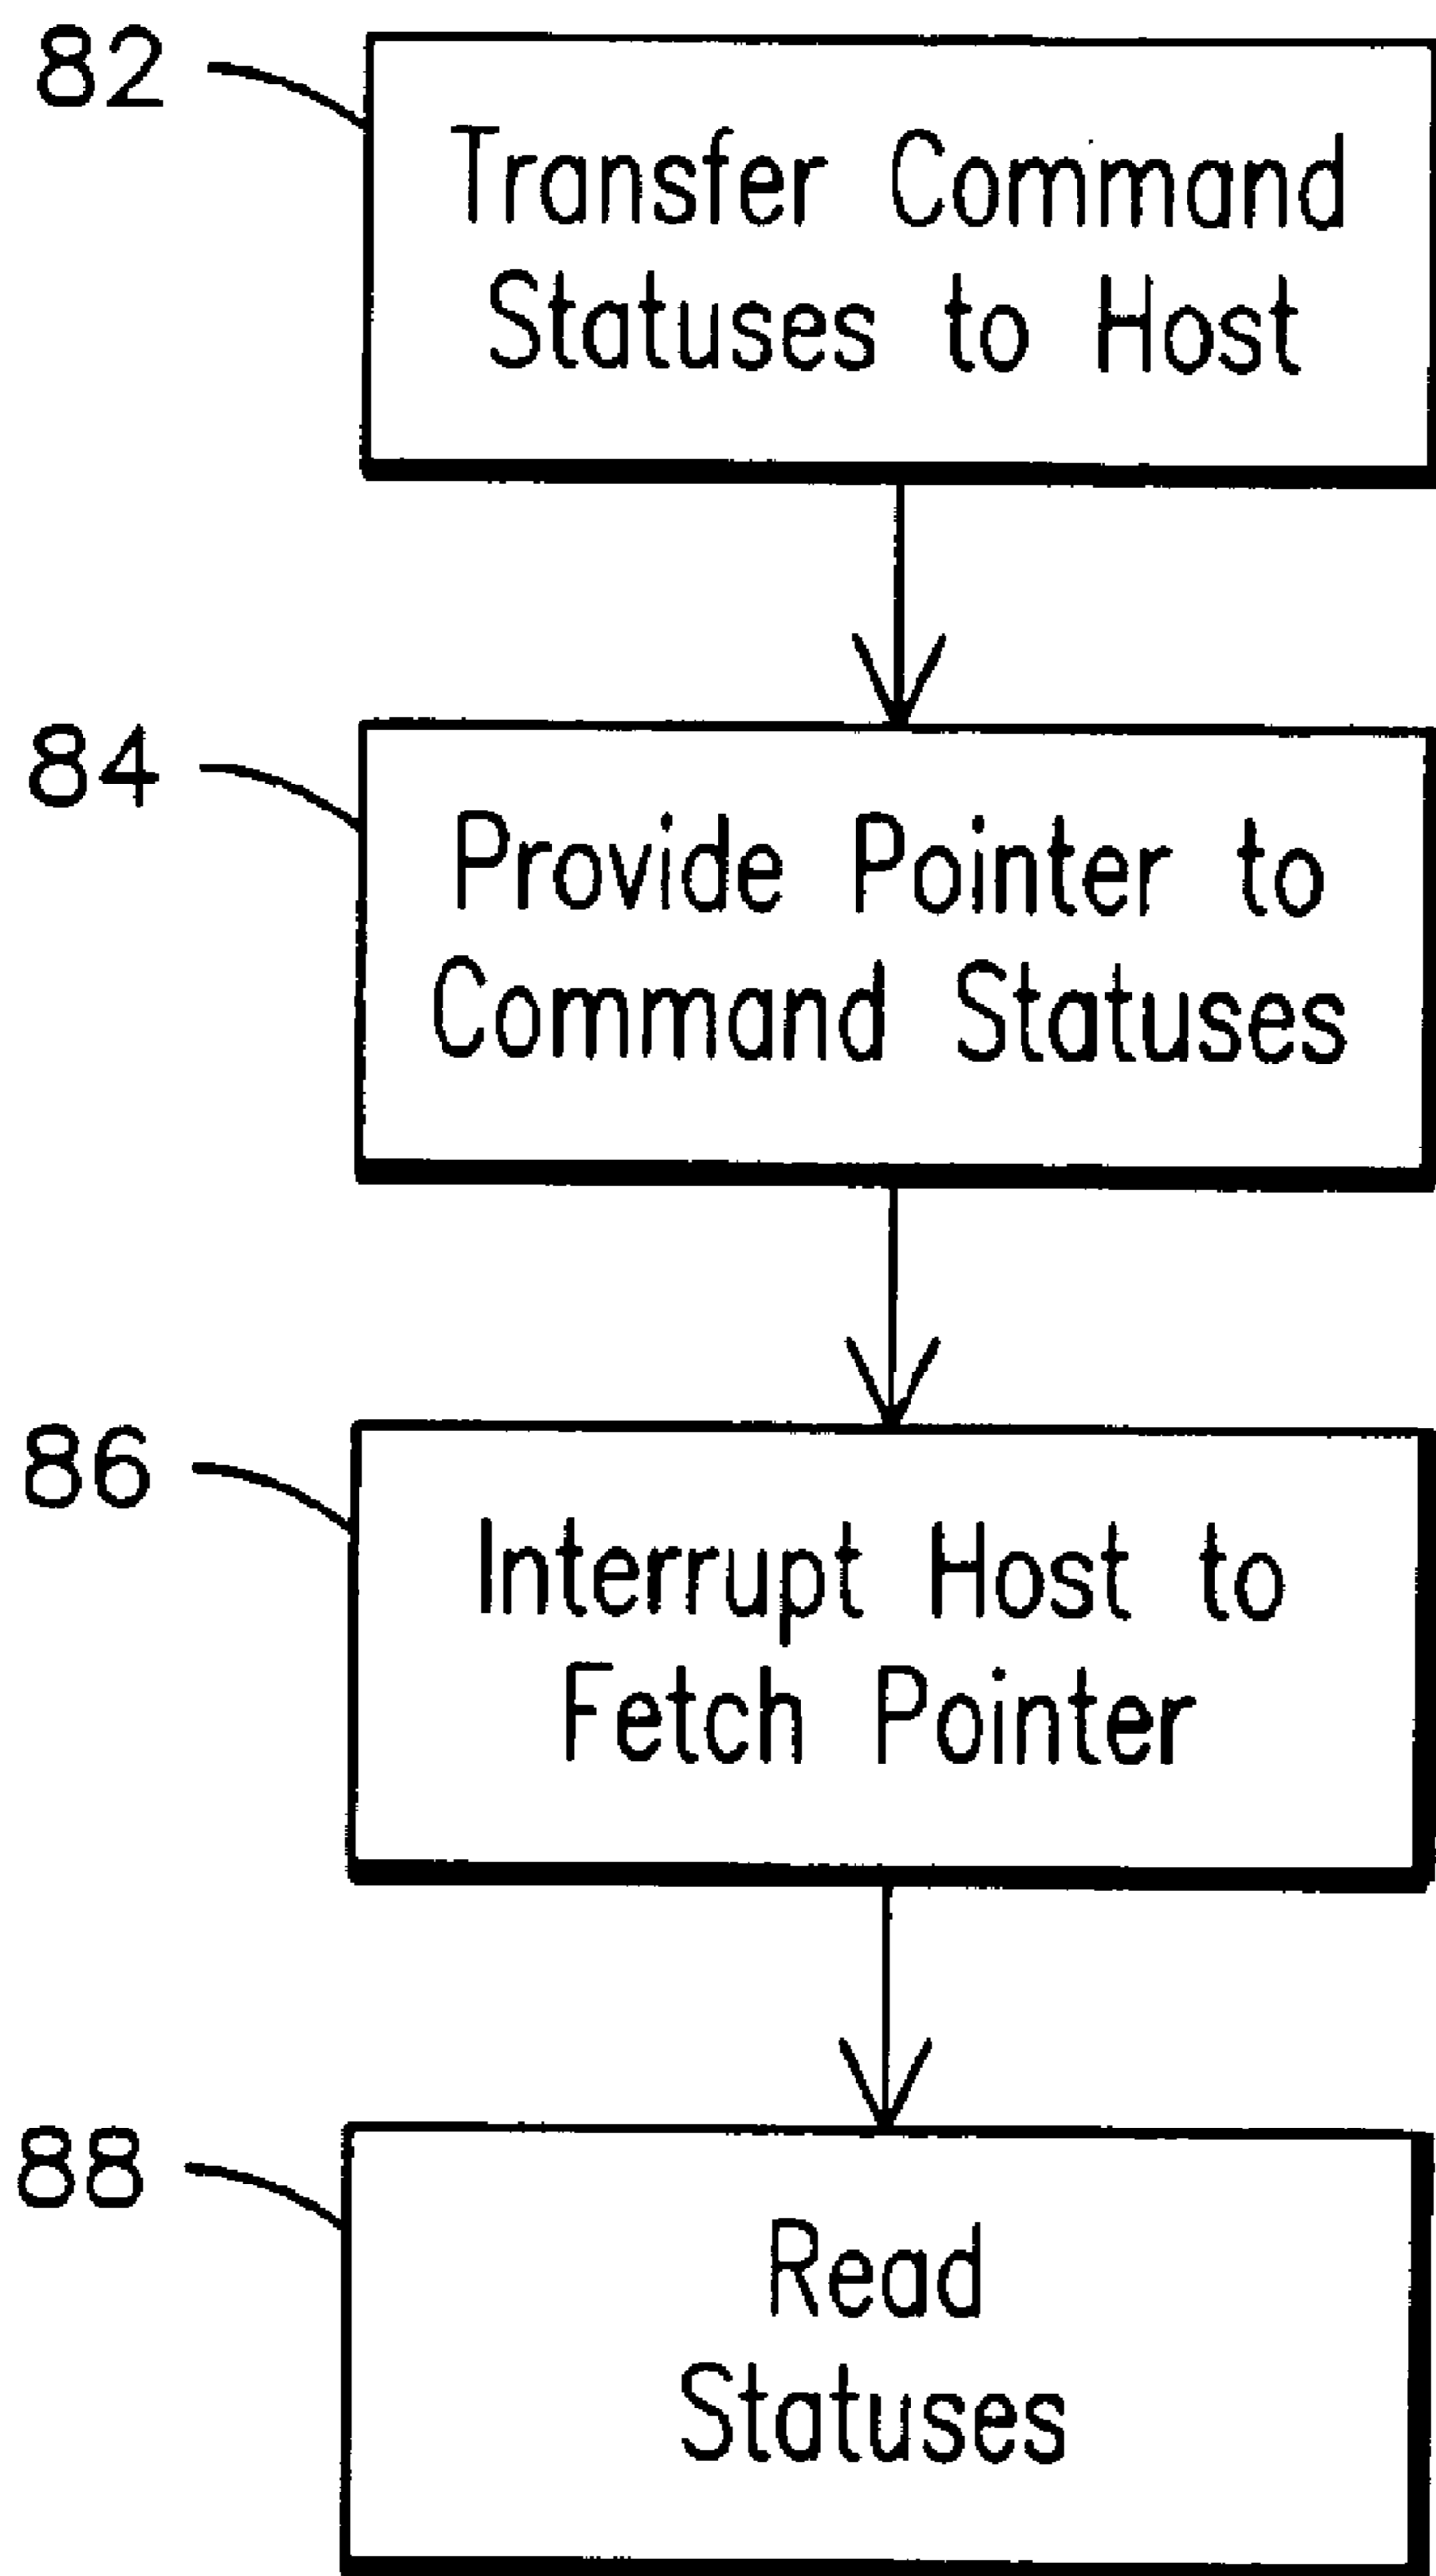 82
Transfer Command
Statuses to Host
84
Provide Pointer to
Command Statuses
86
Interrupt Host to
Fetch Pointer
88
Read
Statuses